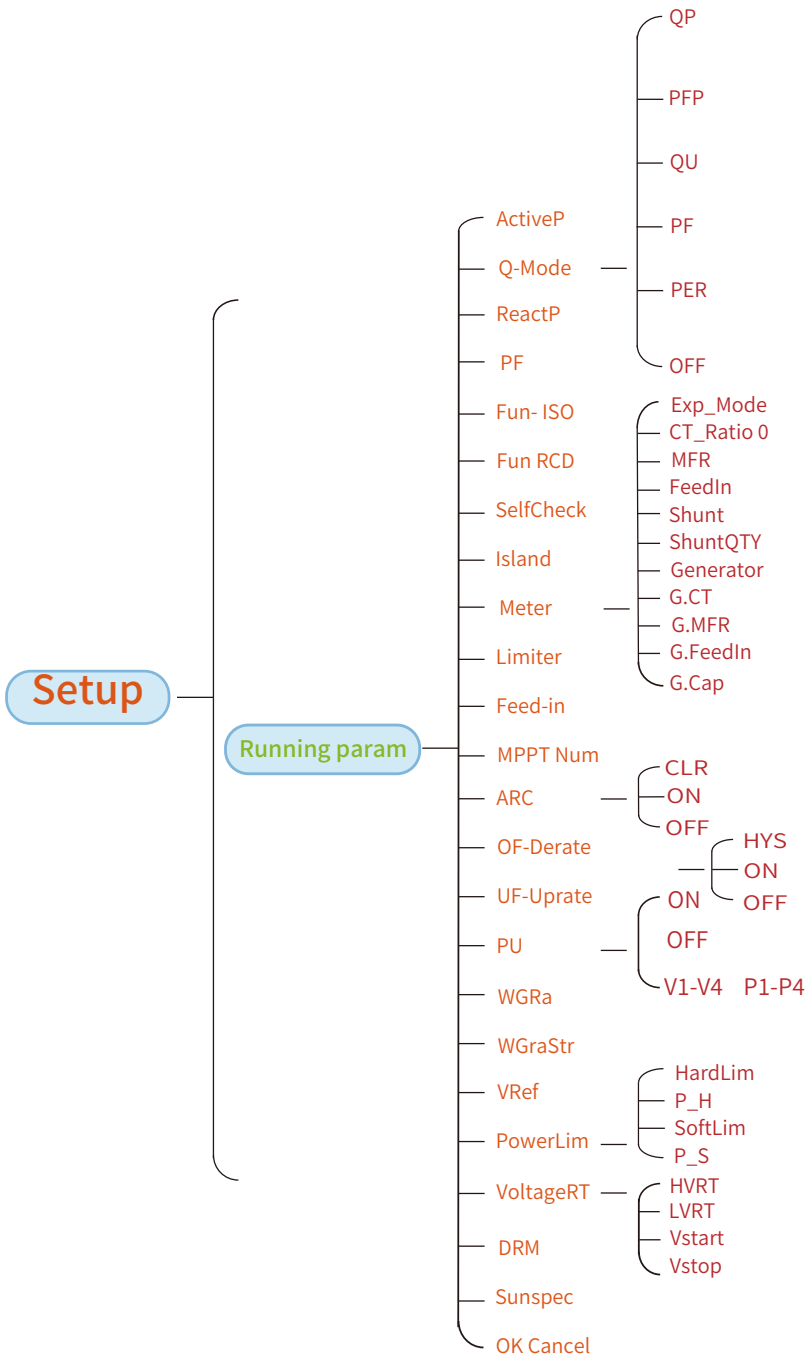 Setup
Running param
ActiveP
Q-Mode
QP
PFP
QU
PF
PER
OFF
ReactP
PF
Fun- ISO
Fun RCD
SelfCheck
Island
Meter
Exp_Mode
CT_Ratio 0
MFR
FeedIn
Shunt
ShuntQTY
Generator
G.CT
G.MFR
G.FeedIn
G.Cap
Limiter
Feed-in
MPPT Num
ARC
CLR
ON
OFF
OF-Derate
HYS
ON
OFF
UF-Uprate
PU
ON
OFF
V1-V4 P1-P4
WGRa
WGraStr
VRef
PowerLim
HardLim
P_H
SoftLim
P_S
VoltageRT
HVRT
LVRT
Vstart
Vstop
DRM
Sunspec
OK Cancel